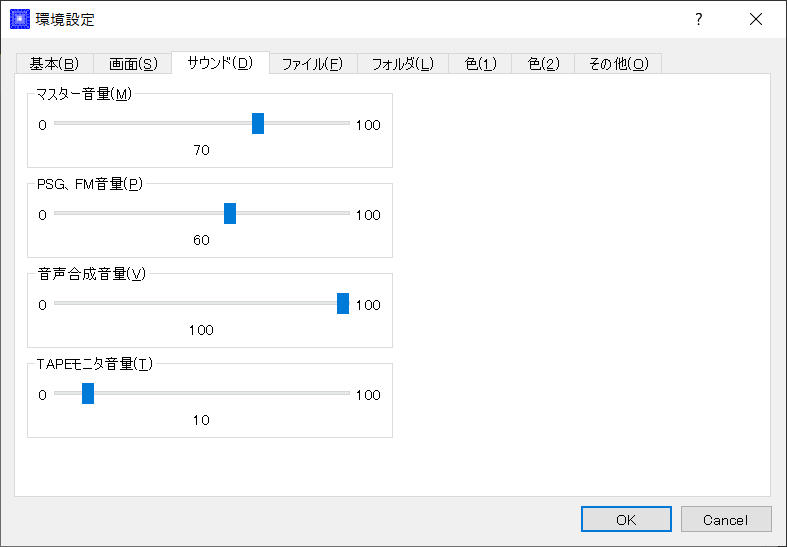 環境設定
?
基本(B) 画面(S) サウンド(D) ファイル(F) フォルダ(L) 色(1) 色(2) その他(O)
マスター音量(M)
0 100
70
PSG、FM音量(P)
0 100
60
音声合成音量(V)
0 100
100
TAPEモニタ音量(T)
0 100
10
OK Cancel